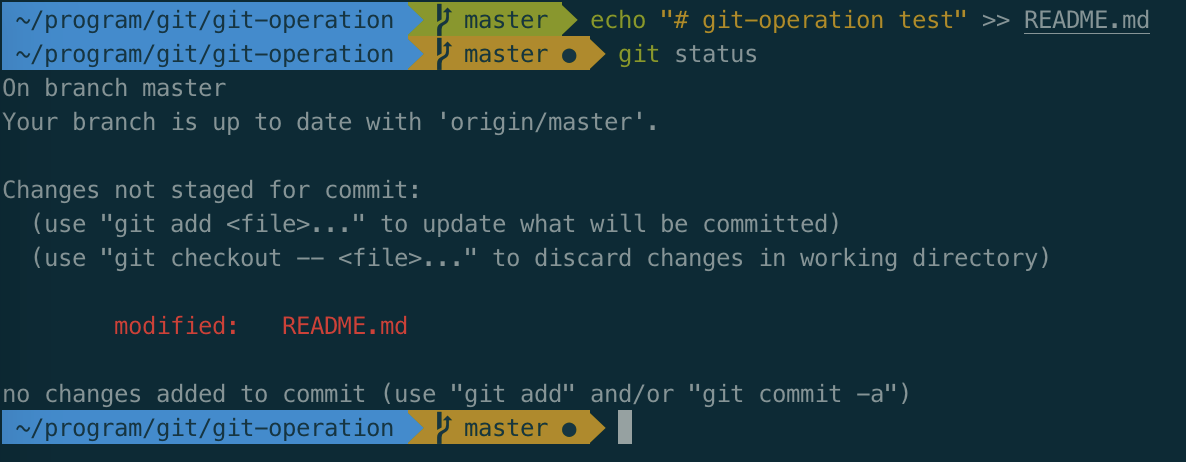 ~/program/git/git-operation master echo "# git-operation test" >> README.md
~/program/git/git-operation master ● git status
On branch master
Your branch is up to date with 'origin/master'.
Changes not staged for commit:
(use "git add <file>..." to update what will be committed)
(use "git checkout -- <file>..." to discard changes in working directory)
modified: README.md
no changes added to commit (use "git add" and/or "git commit -a")
~/program/git/git-operation master ●